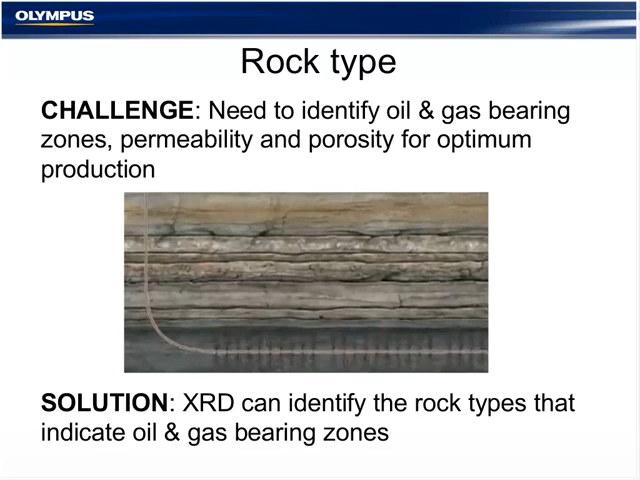 OLYMPUS
Rock type
CHALLENGE: Need to identify oil & gas bearing
zones, permeability and porosity for optimum
production
SOLUTION: XRD can identify the rock types that
indicate oil & gas bearing zones